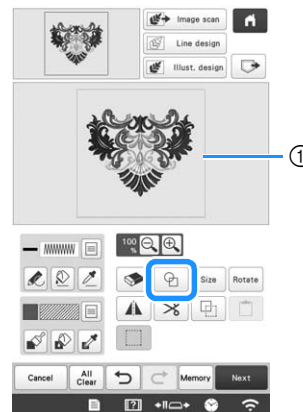 Image scan
Line design
Illust. design
①
100 %
Size
Rotate
Cancel
All Clear
Memory
Next